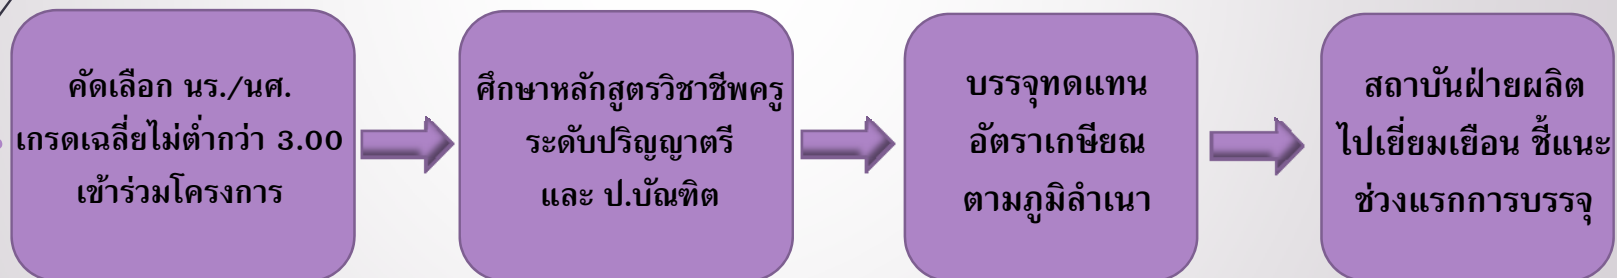 คัดเลือก นร./นศ.
เกรดเฉลี่ยไม่ต่ำกว่า 3.00
เข้าร่วมโครงการ
ศึกษาหลักสูตรวิชาชีพครู
ระดับปริญญาตรี
และ ป.บัณฑิต
บรรจุทดแทน
อัตราเกษียณ
ตามภูมิลำเนา
สถาบันฝ่ายผลิต
ไปเยี่ยมเยือน ชี้แนะ
ช่วงแรกการบรรจุ